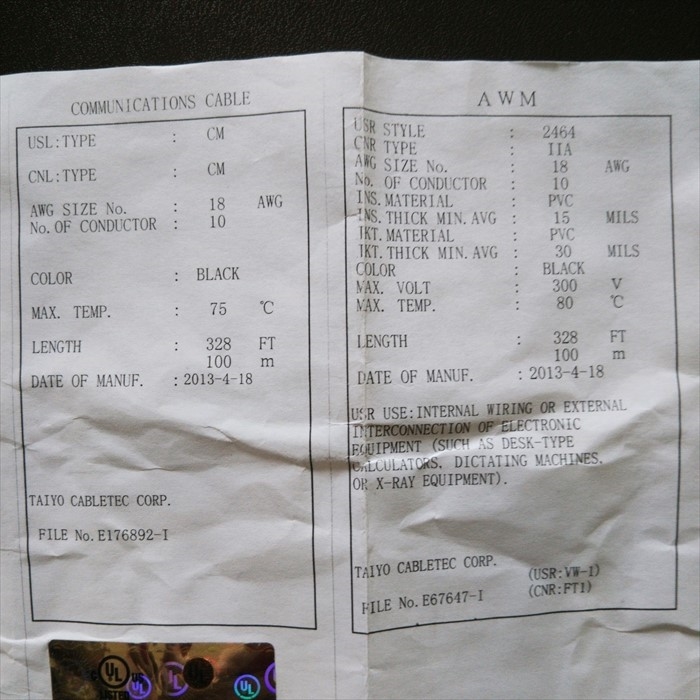 COMMUNICATIONS CABLE
USL:TYPE : CM
CNL:TYPE : CM
AWG SIZE No. : 18 AWG
No. OF CONDUCTOR : 10
COLOR : BLACK
MAX. TEMP. : 75 ℃
LENGTH : 328 FT
100 m
DATE OF MANUF. : 2013-4-18
TAIYO CABLETEC CORP.
FILE No. E176892-I
AWM
USR STYLE : 2464
CNR TYPE : IIA
AWG SIZE No. : 18 AWG
No. OF CONDUCTOR : 10
INS. MATERIAL : PVC
INS. THICK MIN. AVG : 15 MILS
JKT. MATERIAL : PVC
JKT. THICK MIN. AVG : 30 MILS
COLOR : BLACK
MAX. VOLT : 300 V
MAX. TEMP. : 80 ℃
LENGTH : 328 FT
100 m
DATE OF MANUF. : 2013-4-18
USR USE:INTERNAL WIRING OR EXTERNAL
INTERCONNECTION OF ELECTRONIC
EQUIPMENT (SUCH AS DESK-TYPE
CALCULATORS. DICTATING MACHINES.
OR X-RAY EQUIPMENT).
TAIYO CABLETEC CORP. (USR:VW-1)
FILE No. E67647-I (CNR:FT1)
C UL US UL UL
LISTED